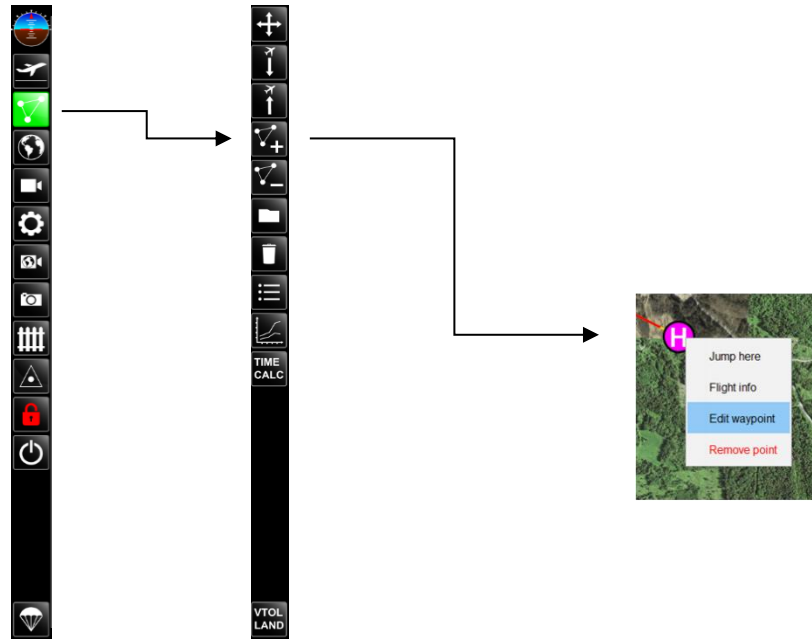 TIME
CALC
VTOL
LAND
H
Jump here
Flight info
Edit waypoint
Remove point